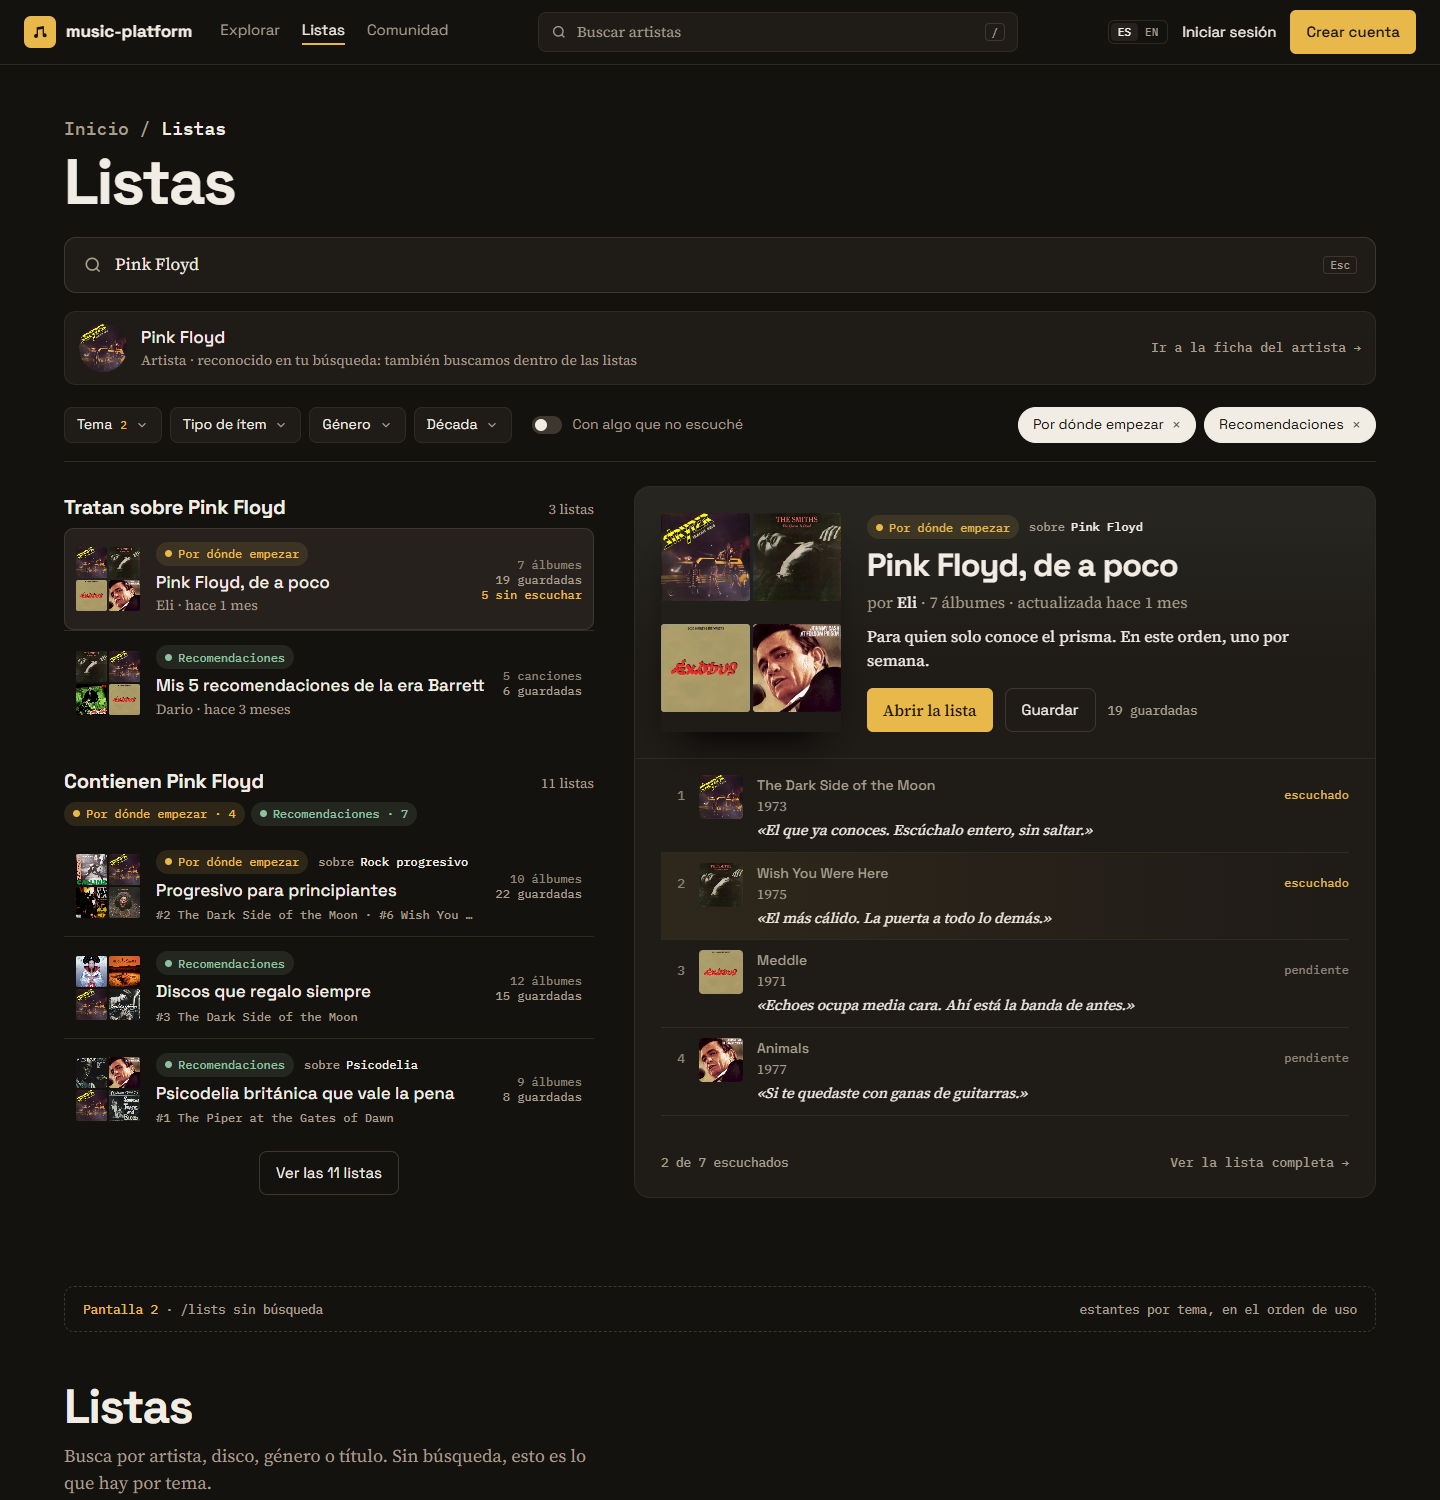 music-platform
Explorar
Listas
Comunidad
Buscar artistas
/
ES
EN
Iniciar sesión
Crear cuenta
Inicio / Listas
Listas
Pink Floyd
Esc
Pink Floyd
Artista · reconocido en tu búsqueda: también buscamos dentro de las listas
Ir a la ficha del artista →
Tema 2
Tipo de ítem
Género
Década
Con algo que no escuché
Por dónde empezar ×
Recomendaciones ×
Tratan sobre Pink Floyd
3 listas
Por dónde empezar
Pink Floyd, de a poco
Eli · hace 1 mes
7 álbumes
19 guardadas
5 sin escuchar
Recomendaciones
Mis 5 recomendaciones de la era Barrett
Dario · hace 3 meses
5 canciones
6 guardadas
Contienen Pink Floyd
11 listas
Por dónde empezar · 4
Recomendaciones · 7
Por dónde empezar
sobre Rock progresivo
Progresivo para principiantes
#2 The Dark Side of the Moon · #6 Wish You …
10 álbumes
22 guardadas
Recomendaciones
Discos que regalo siempre
#3 The Dark Side of the Moon
12 álbumes
15 guardadas
Recomendaciones
sobre Psicodelia
Psicodelia británica que vale la pena
#1 The Piper at the Gates of Dawn
9 álbumes
8 guardadas
Ver las 11 listas
THE SMITHS
exodus
JOHNNY CASH
AT FOLSOM PRISON
Por dónde empezar
sobre Pink Floyd
Pink Floyd, de a poco
por Eli · 7 álbumes · actualizada hace 1 mes
Para quien solo conoce el prisma. En este orden, uno por
semana.
Abrir la lista
Guardar
19 guardadas
1
The Dark Side of the Moon
1973
«El que ya conoces. Escúchalo entero, sin saltar.»
escuchado
2
Wish You Were Here
1975
«El más cálido. La puerta a todo lo demás.»
escuchado
3
Meddle
1971
«Echoes ocupa media cara. Ahí está la banda de antes.»
pendiente
4
Animals
1977
«Si te quedaste con ganas de guitarras.»
pendiente
2 de 7 escuchados
Ver la lista completa →
Pantalla 2 · /lists sin búsqueda
estantes por tema, en el orden de uso
Listas
Busca por artista, disco, género o título. Sin búsqueda, esto es lo
que hay por tema.